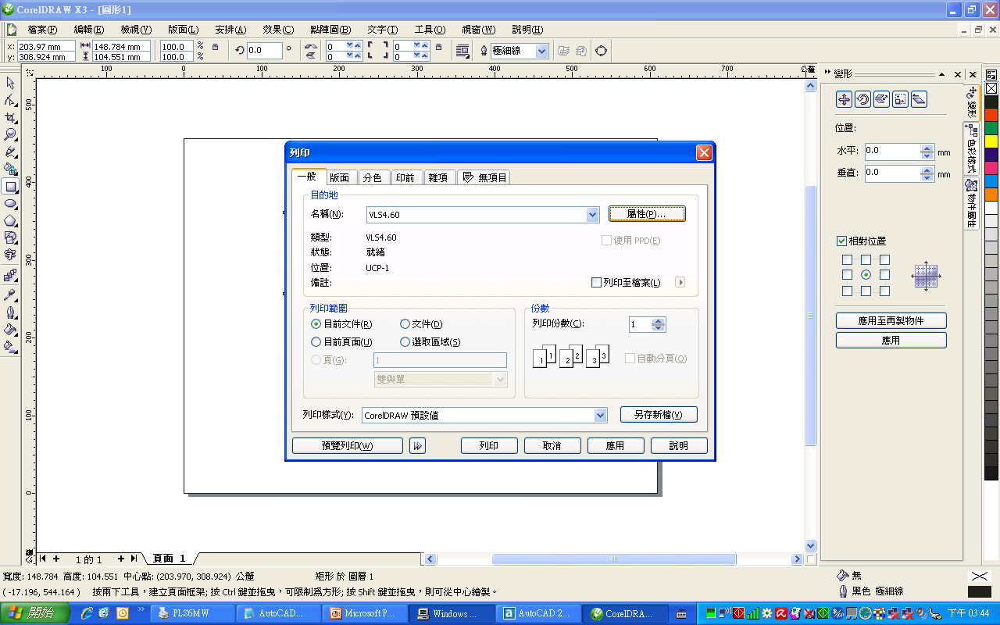 CorelDRAW X3 - [圖形1]
檔案(F) 編輯(E) 檢視(V) 版面(L) 安排(A) 效果(C) 點陣圖(B) 文字(T) 工具(O) 視窗(W) 說明(H)
x: 203.97 mm 148.784 mm 100.0 % 0.0 ° 0 0 極細線
y: 308.924 mm 104.551 mm 100.0 % 0 0
100 0 100 200 300 400 500 600 700 公釐
500
400
300
200
100
0
列印
一般 版面 分色 印前 雜項 無項目
目的地
名稱(N): VLS4.60 屬性(P)...
類型: VLS4.60 使用 PPD(E)
狀態: 就緒
位置: UCP-1
備註: 列印至檔案(L)
列印範圍
目前文件(R) 文件(D)
目前頁面(U) 選取區域(S)
頁(G): 1
雙與單
份數
列印份數(C): 1
1 1 2 2 3 3 自動分頁(O)
列印樣式(Y): CorelDRAW 預設值 另存新檔(V)
預覽列印(W) 列印 取消 應用 說明
變形
位置:
水平: 0.0 mm
垂直: 0.0 mm
相對位置
應用至再製物件
應用
變形
色彩樣式
物件屬性
1 的 1 頁面 1
寬度: 148.784 高度: 104.551 中心點: (203.970, 308.924) 公釐 矩形 於 圖層 1
無
( -17.196, 544.164 ) 按兩下工具，建立頁面框架; 按 Ctrl 鍵並拖曳，可限制為方形; 按 Shift 鍵並拖曳，則可從中心繪製。
黑色 極細線
開始 PLS6MW AutoCAD... Microsoft P... Windows ... AutoCAD 2... CorelDRA... 下午 03:44